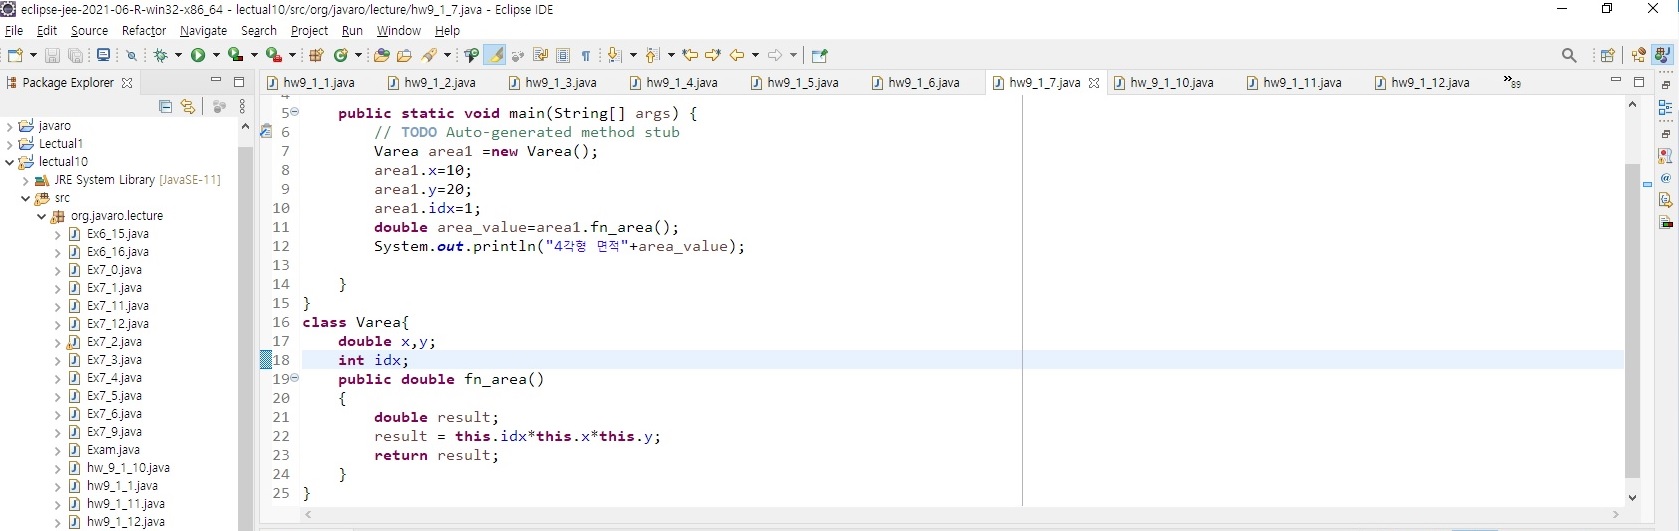 eclipse-jee-2021-06-R-win32-x86_64 - lectual10/src/org/javaro/lecture/hw9_1_7.java - Eclipse IDE
File Edit Source Refactor Navigate Search Project Run Window Help
Package Explorer
hw9_1_1.java hw9_1_2.java hw9_1_3.java hw9_1_4.java hw9_1_5.java hw9_1_6.java hw9_1_7.java hw_9_1_10.java hw9_1_11.java hw9_1_12.java »89
javaro
Lectual1
lectual10
JRE System Library [JavaSE-11]
src
org.javaro.lecture
Ex6_15.java
Ex6_16.java
Ex7_0.java
Ex7_1.java
Ex7_11.java
Ex7_12.java
Ex7_2.java
Ex7_3.java
Ex7_4.java
Ex7_5.java
Ex7_6.java
Ex7_9.java
Exam.java
hw_9_1_10.java
hw9_1_1.java
hw9_1_11.java
hw9_1_12.java
5 public static void main(String[] args) {
6 // TODO Auto-generated method stub
7 Varea area1 =new Varea();
8 area1.x=10;
9 area1.y=20;
10 area1.idx=1;
11 double area_value=area1.fn_area();
12 System.out.println("4각형 면적"+area_value);
13
14 }
15 }
16 class Varea{
17 double x,y;
18 int idx;
19 public double fn_area()
20 {
21 double result;
22 result = this.idx*this.x*this.y;
23 return result;
24 }
25 }